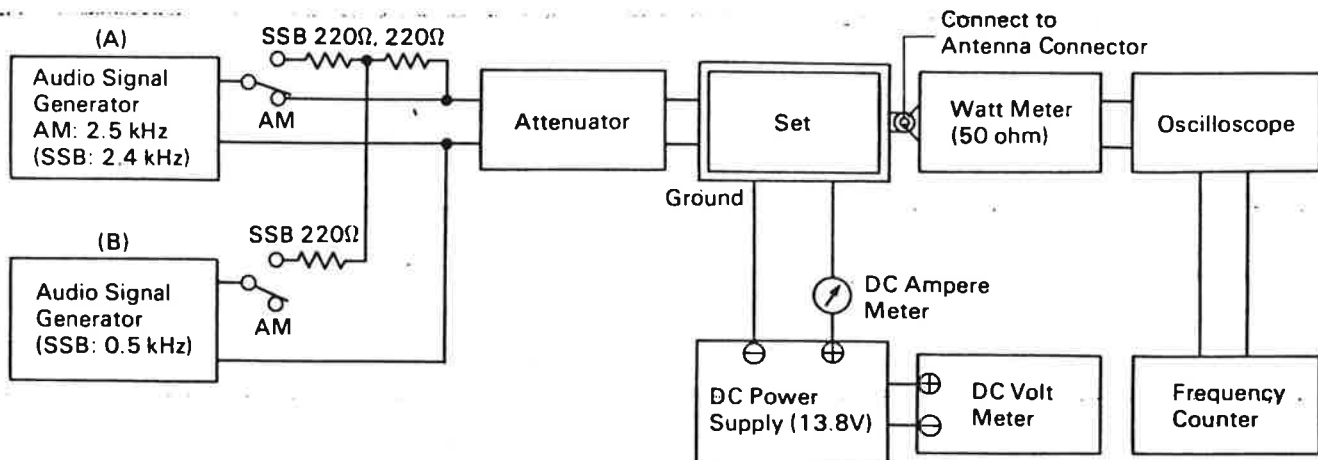 (A)
Audio Signal
Generator
AM: 2.5 kHz
(SSB: 2.4 kHz)
SSB 220Ω, 220Ω
AM
(B)
Audio Signal
Generator
(SSB: 0.5 kHz)
SSB 220Ω
AM
Attenuator
Set
Ground
Connect to
Antenna Connector
Watt Meter
(50 ohm)
Oscilloscope
DC Ampere
Meter
DC Power
Supply (13.8V)
DC Volt
Meter
Frequency
Counter